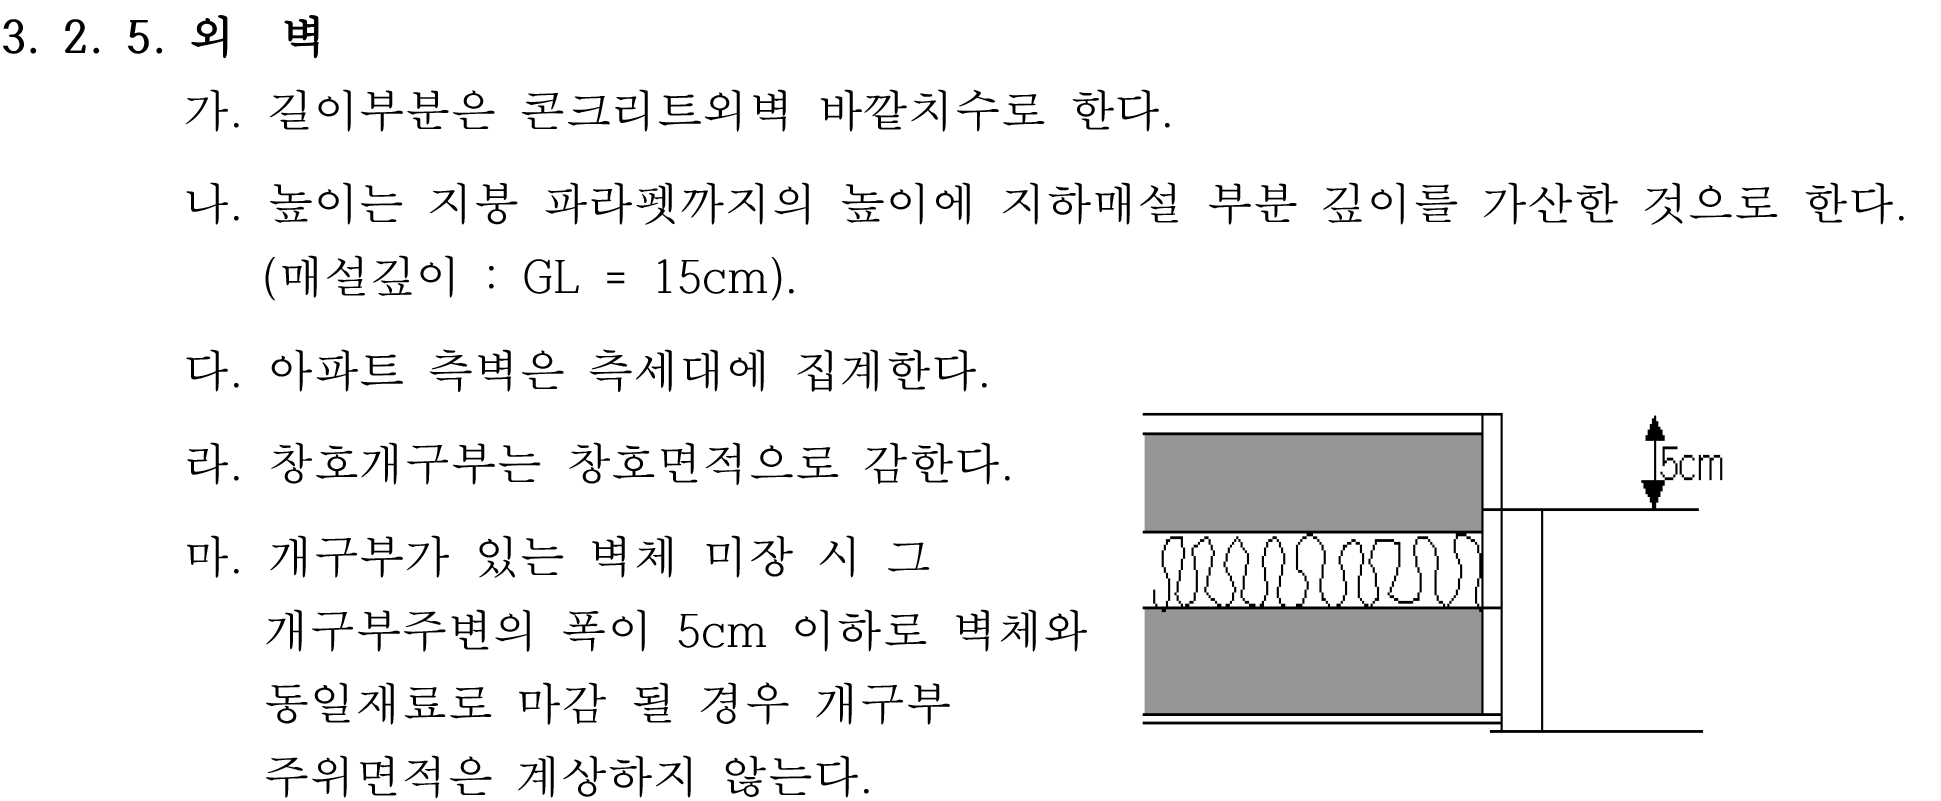 3. 2. 5. 외 벽
가. 길이부분은 콘크리트외벽 바깥치수로 한다.
나. 높이는 지붕 파라펫까지의 높이에 지하매설 부분 깊이를 가산한 것으로 한다.
(매설깊이 : GL = 15cm).
다. 아파트 측벽은 측세대에 집계한다.
라. 창호개구부는 창호면적으로 감한다.
5cm
마. 개구부가 있는 벽체 미장 시 그
개구부주변의 폭이 5cm 이하로 벽체와
동일재료로 마감 될 경우 개구부
주위면적은 계상하지 않는다.